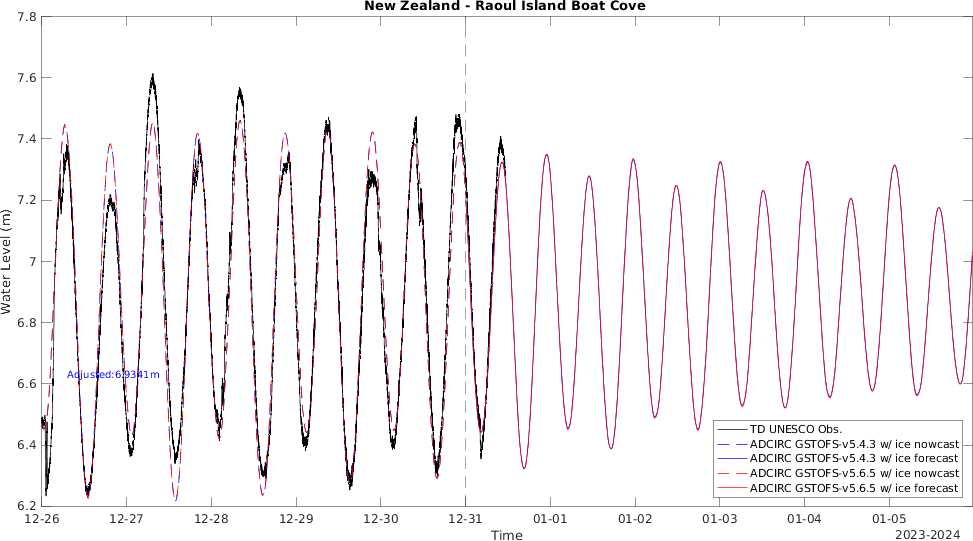 New Zealand - Raoul Island Boat Cove
Water Level (m)
7.8
7.6
7.4
7.2
7
6.8
6.6
6.4
6.2
Adjusted:6.9341m
TD UNESCO Obs.
ADCIRC GSTOFS-v5.4.3 w/ ice nowcast
ADCIRC GSTOFS-v5.4.3 w/ ice forecast
ADCIRC GSTOFS-v5.6.5 w/ ice nowcast
ADCIRC GSTOFS-v5.6.5 w/ ice forecast
12-26 12-27 12-28 12-29 12-30 12-31 01-01 01-02 01-03 01-04 01-05
Time
2023-2024